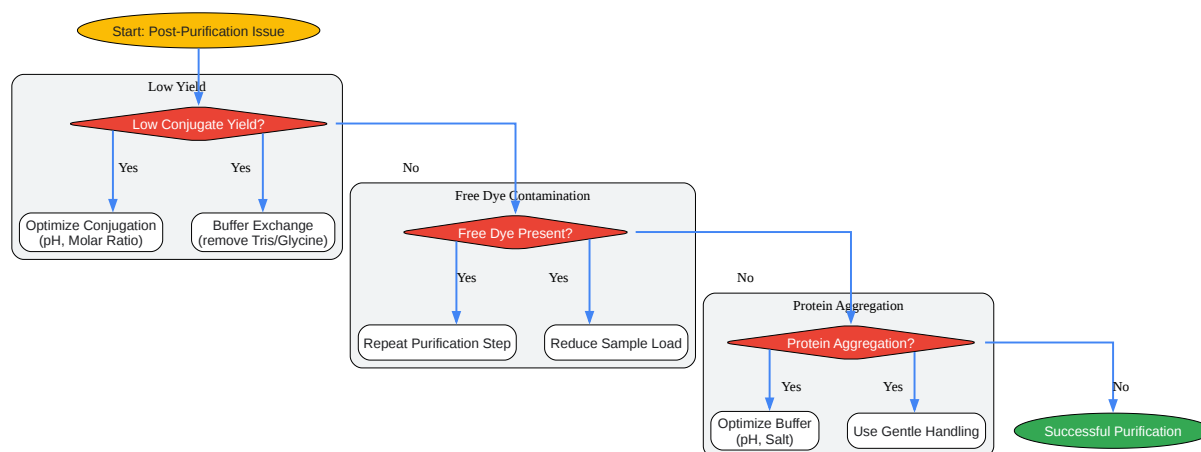 Start: Post-Purification Issue
Low Yield
Low Conjugate Yield?
Yes
Yes
No
Optimize Conjugation
(pH, Molar Ratio)
Buffer Exchange
(remove Tris/Glycine)
Free Dye Contamination
Free Dye Present?
Yes
Yes
No
Repeat Purification Step
Reduce Sample Load
Protein Aggregation
Protein Aggregation?
Yes
Yes
No
Optimize Buffer
(pH, Salt)
Use Gentle Handling
Successful Purification